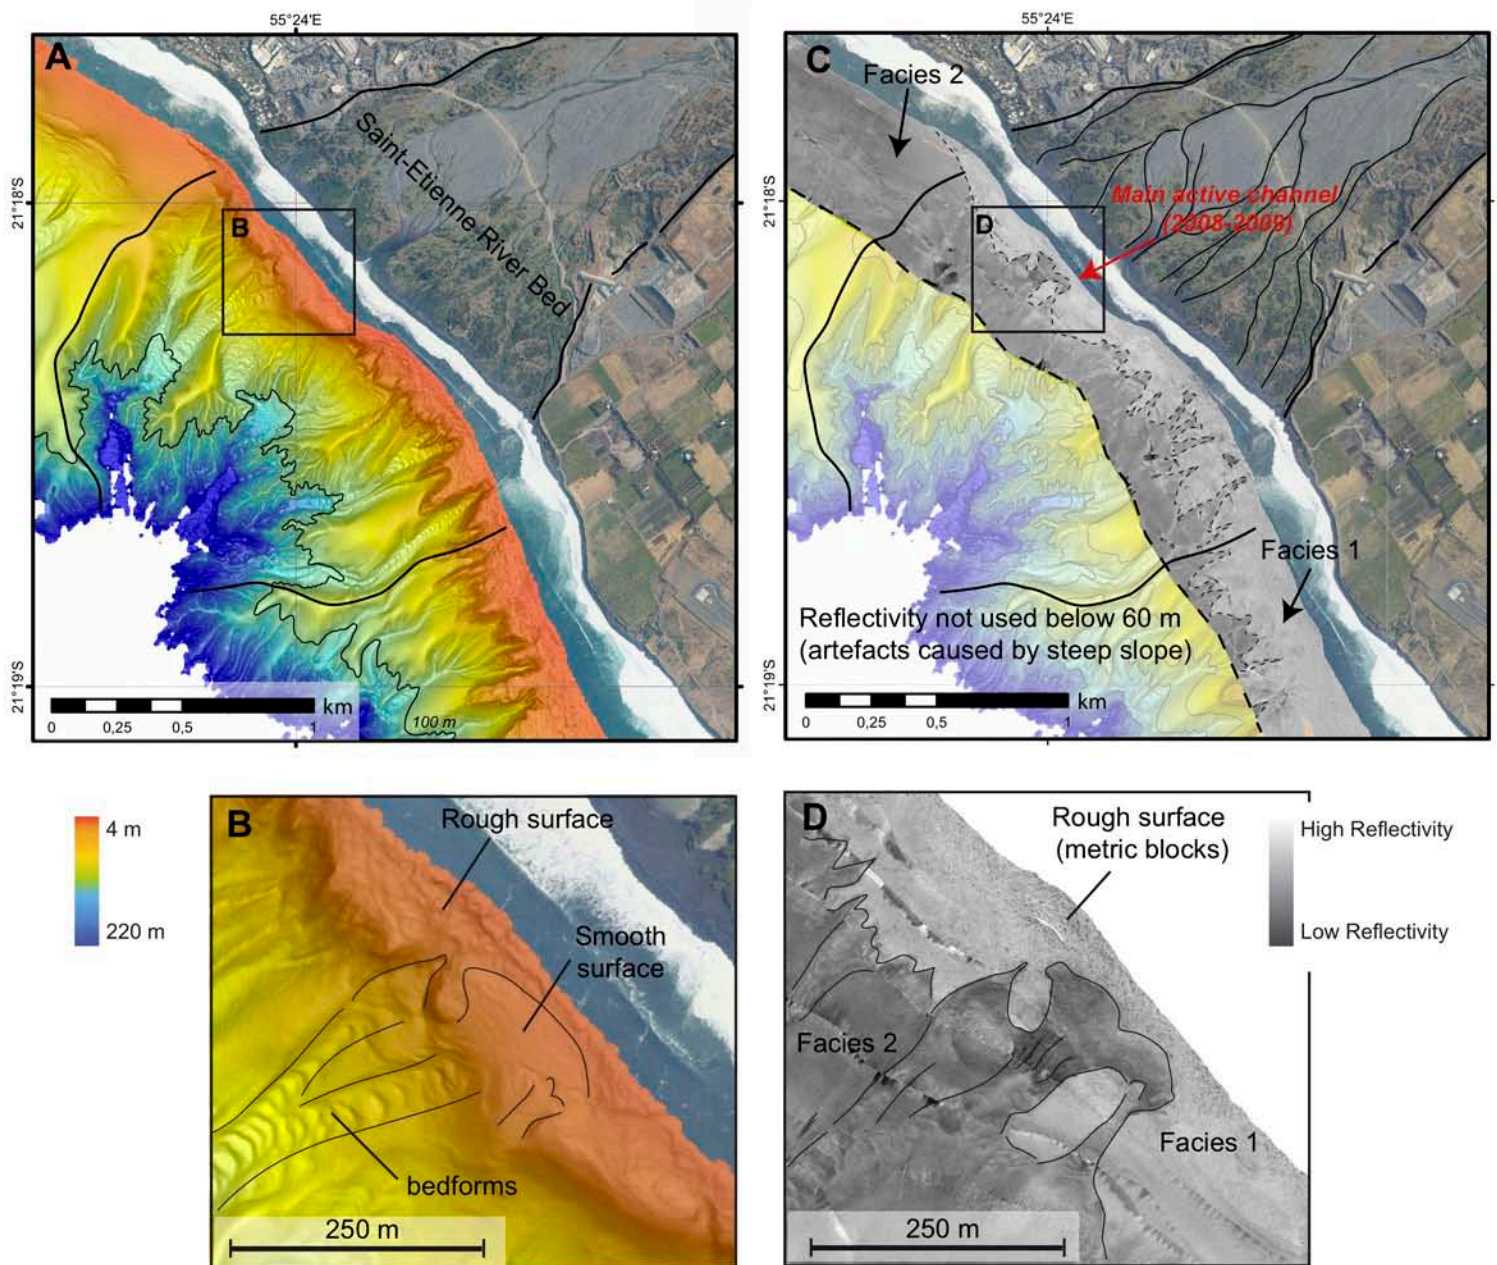 55°24'E
A
Saint-Etienne River Bed
B
21°18'S
21°19'S
100 m
km
0 0,25 0,5 1
55°24'E
C
Facies 2
Main active channel
(2008-2009)
D
21°18'S
Facies 1
Reflectivity not used below 60 m
(artefacts caused by steep slope)
21°19'S
km
0 0,25 0,5 1
4 m
220 m
B
Rough surface
Smooth
surface
bedforms
250 m
D
Rough surface
(metric blocks)
High Reflectivity
Low Reflectivity
Facies 2
Facies 1
250 m